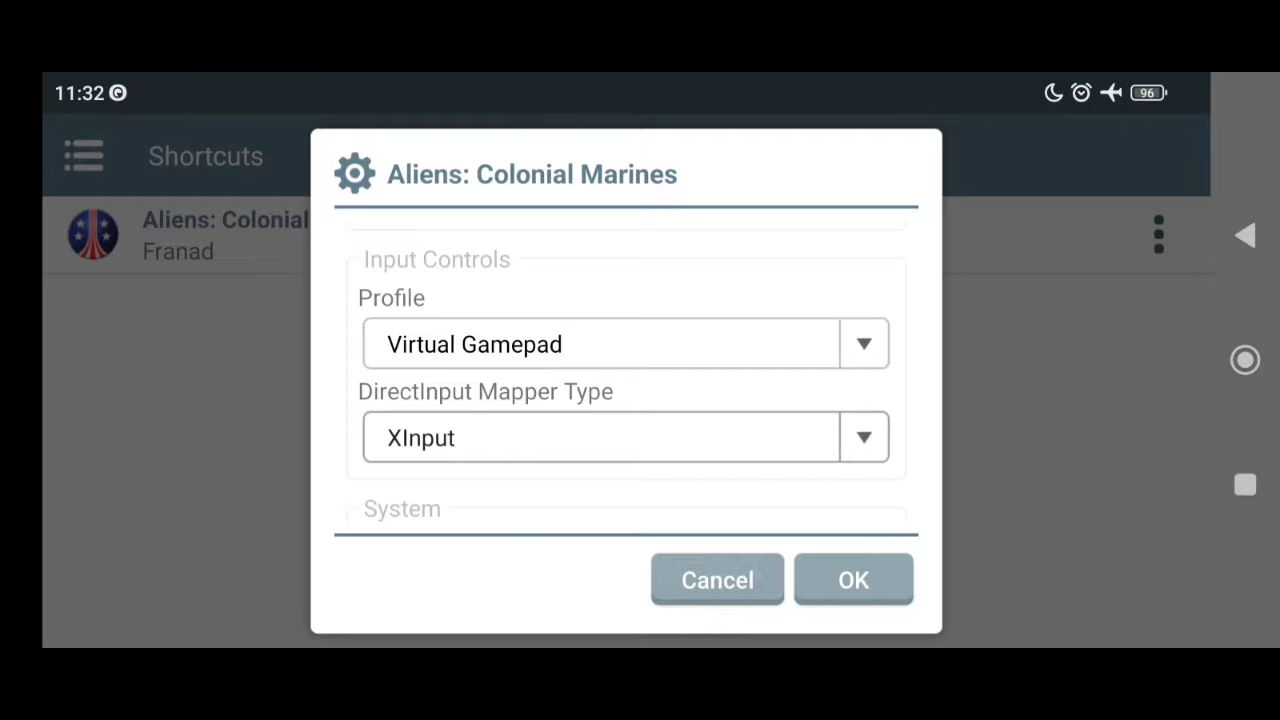 11:32
96
Shortcuts
Aliens: Colonial Marines
Aliens: Colonial
Franad
Input Controls
Profile
Virtual Gamepad
DirectInput Mapper Type
XInput
System
Cancel
OK